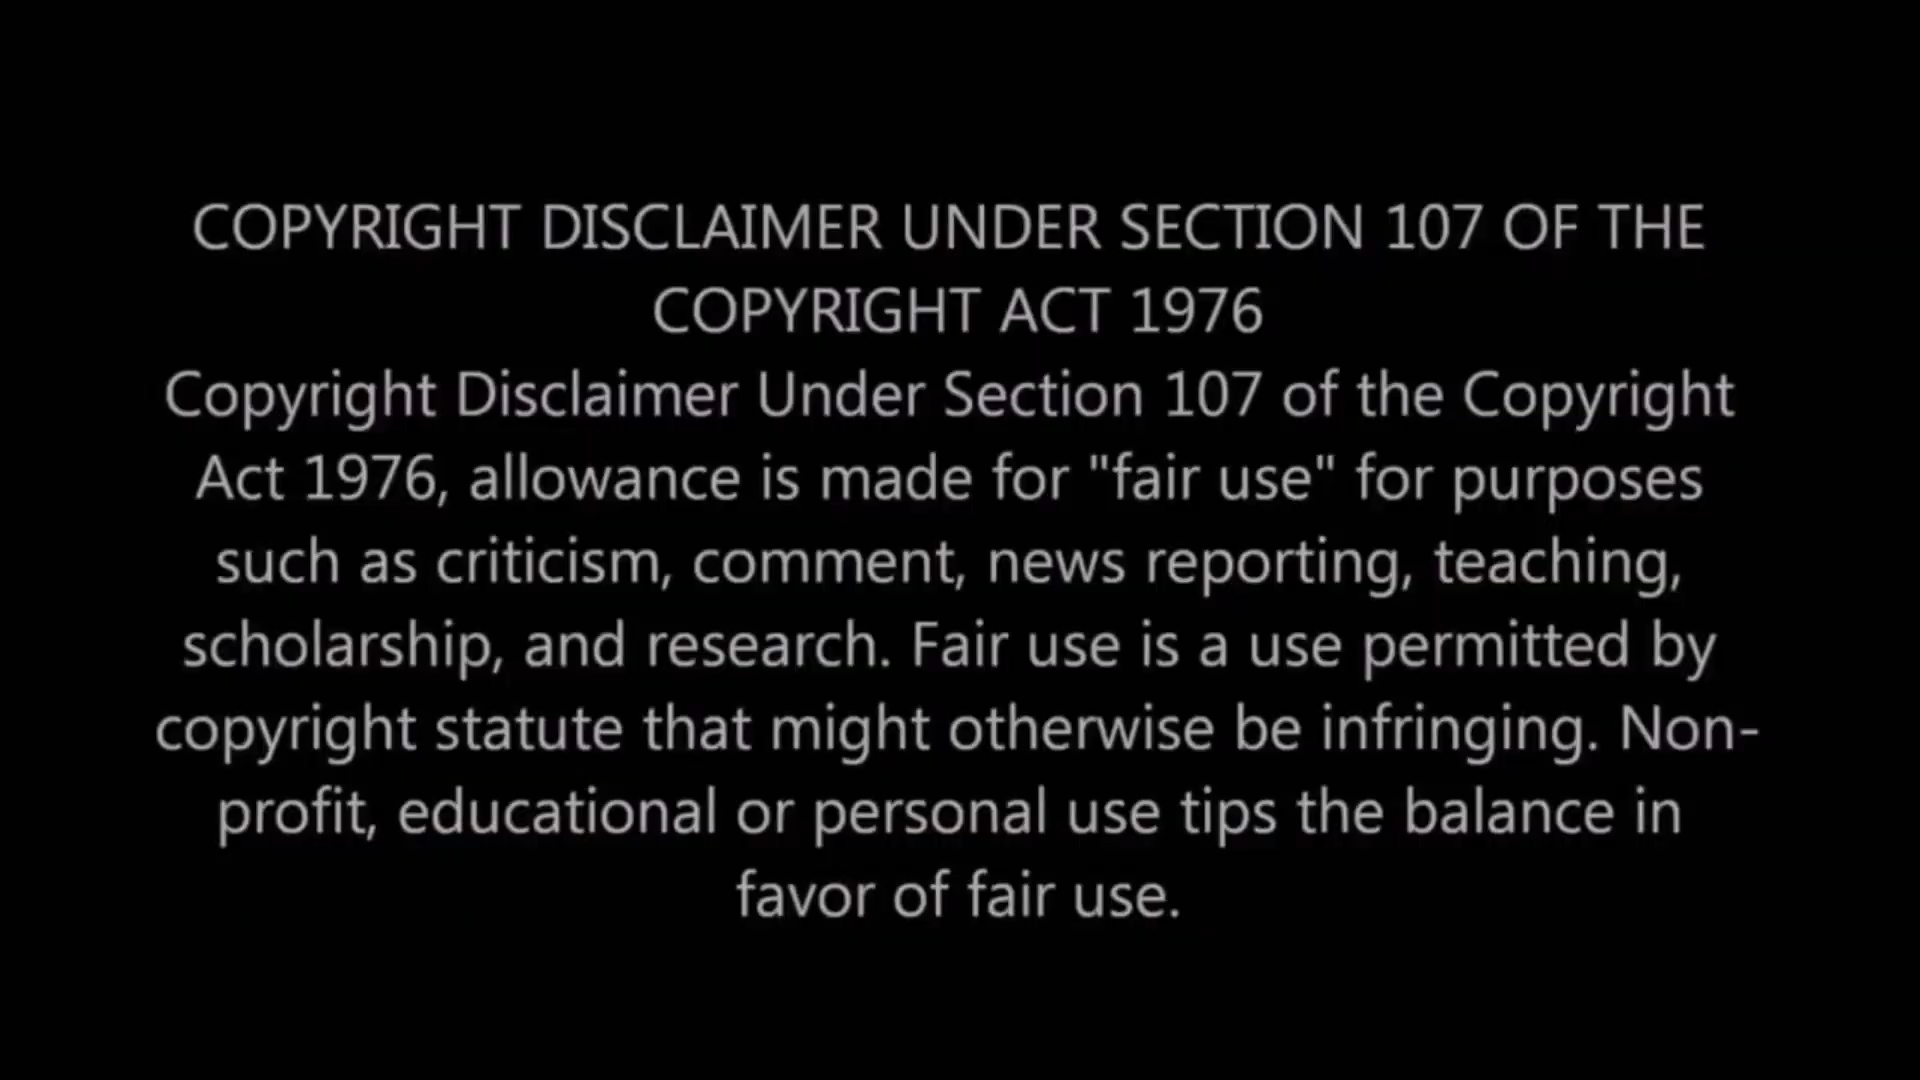 COPYRIGHT DISCLAIMER UNDER SECTION 107 OF THE
COPYRIGHT ACT 1976
Copyright Disclaimer Under Section 107 of the Copyright
Act 1976, allowance is made for "fair use" for purposes
such as criticism, comment, news reporting, teaching,
scholarship, and research. Fair use is a use permitted by
copyright statute that might otherwise be infringing. Non-
profit, educational or personal use tips the balance in
favor of fair use.